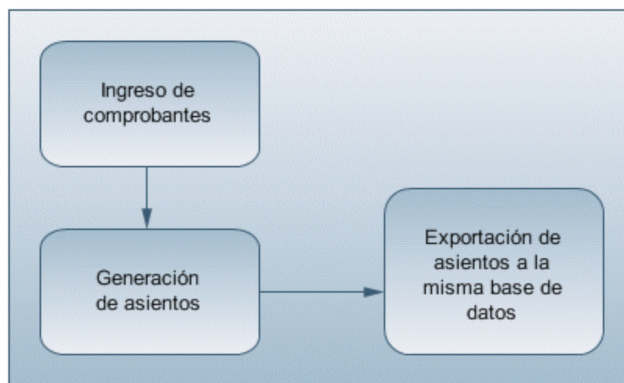 Ingreso de
comprobantes
Generación
de asientos
Exportación de
asientos a la
misma base de
datos